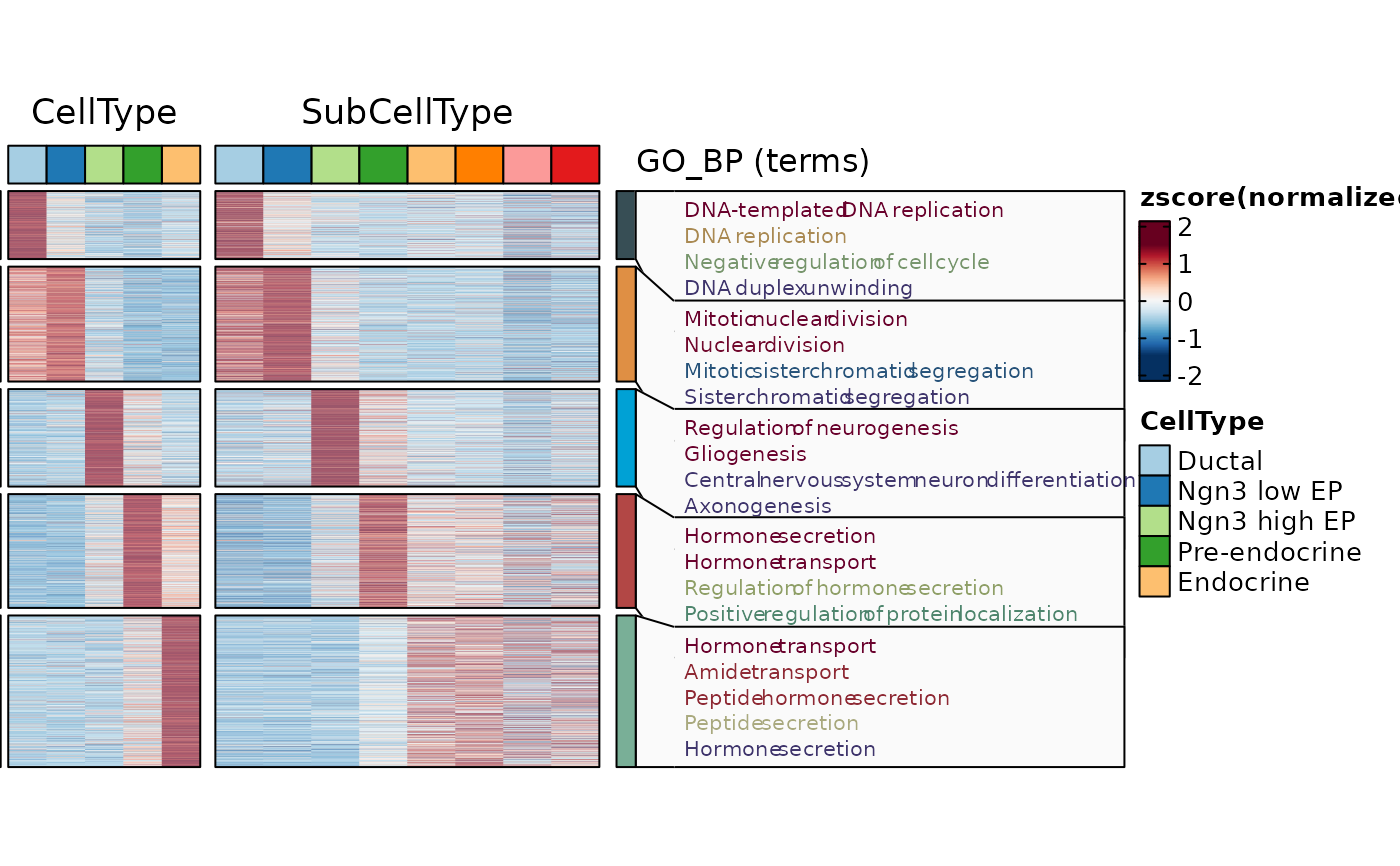 CellType
SubCellType
GO_BP (terms)
DNA-templated DNA replication
DNA replication
Negative regulation of cell cycle
DNA duplex unwinding
Mitotic nuclear division
Nuclear division
Mitotic sister chromatid segregation
Sister chromatid segregation
Regulation of neurogenesis
Gliogenesis
Central nervous system neuron differentiation
Axonogenesis
Hormone secretion
Hormone transport
Regulation of hormone secretion
Positive regulation of protein localization
Hormone transport
Amide transport
Peptide hormone secretion
Peptide secretion
Hormone secretion
zscore(normalize
2
1
0
-1
-2
CellType
Ductal
Ngn3 low EP
Ngn3 high EP
Pre-endocrine
Endocrine